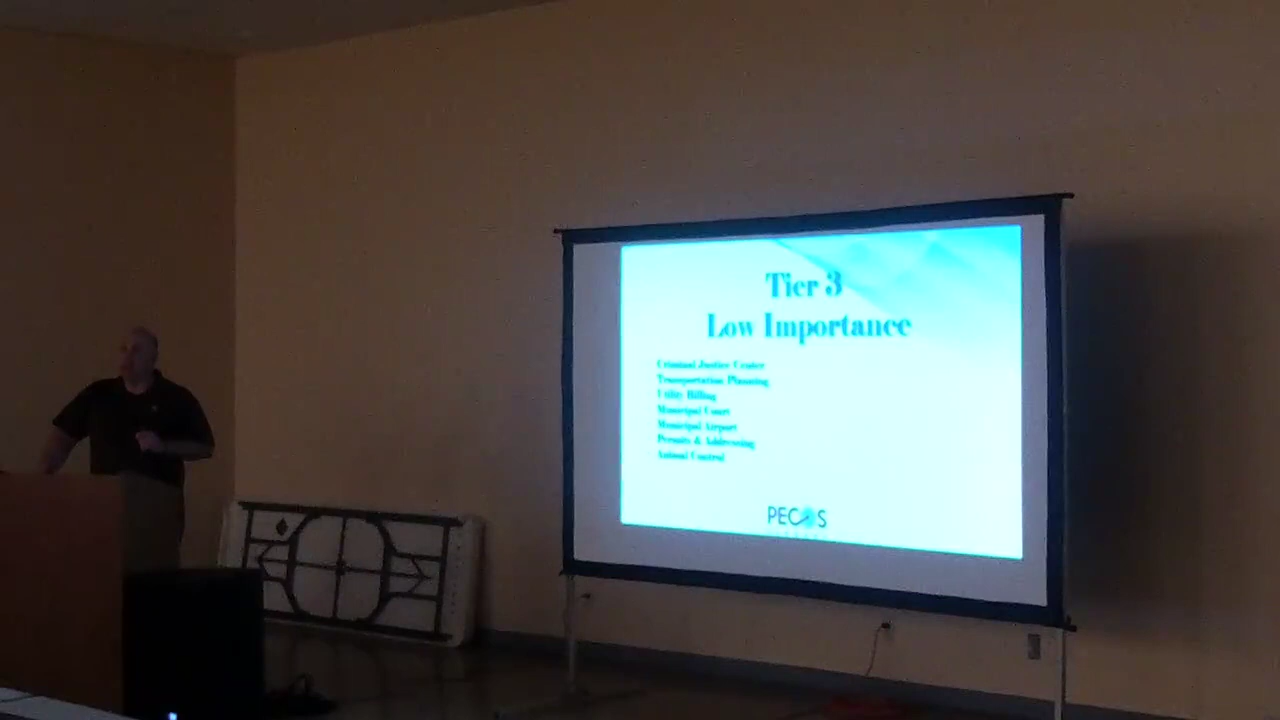 Tier 3
Low Importance
Criminal Justice Center
Transportation Planning
Utility Billing
Municipal Court
Municipal Airport
Permits & Addressing
Animal Control
PECOS